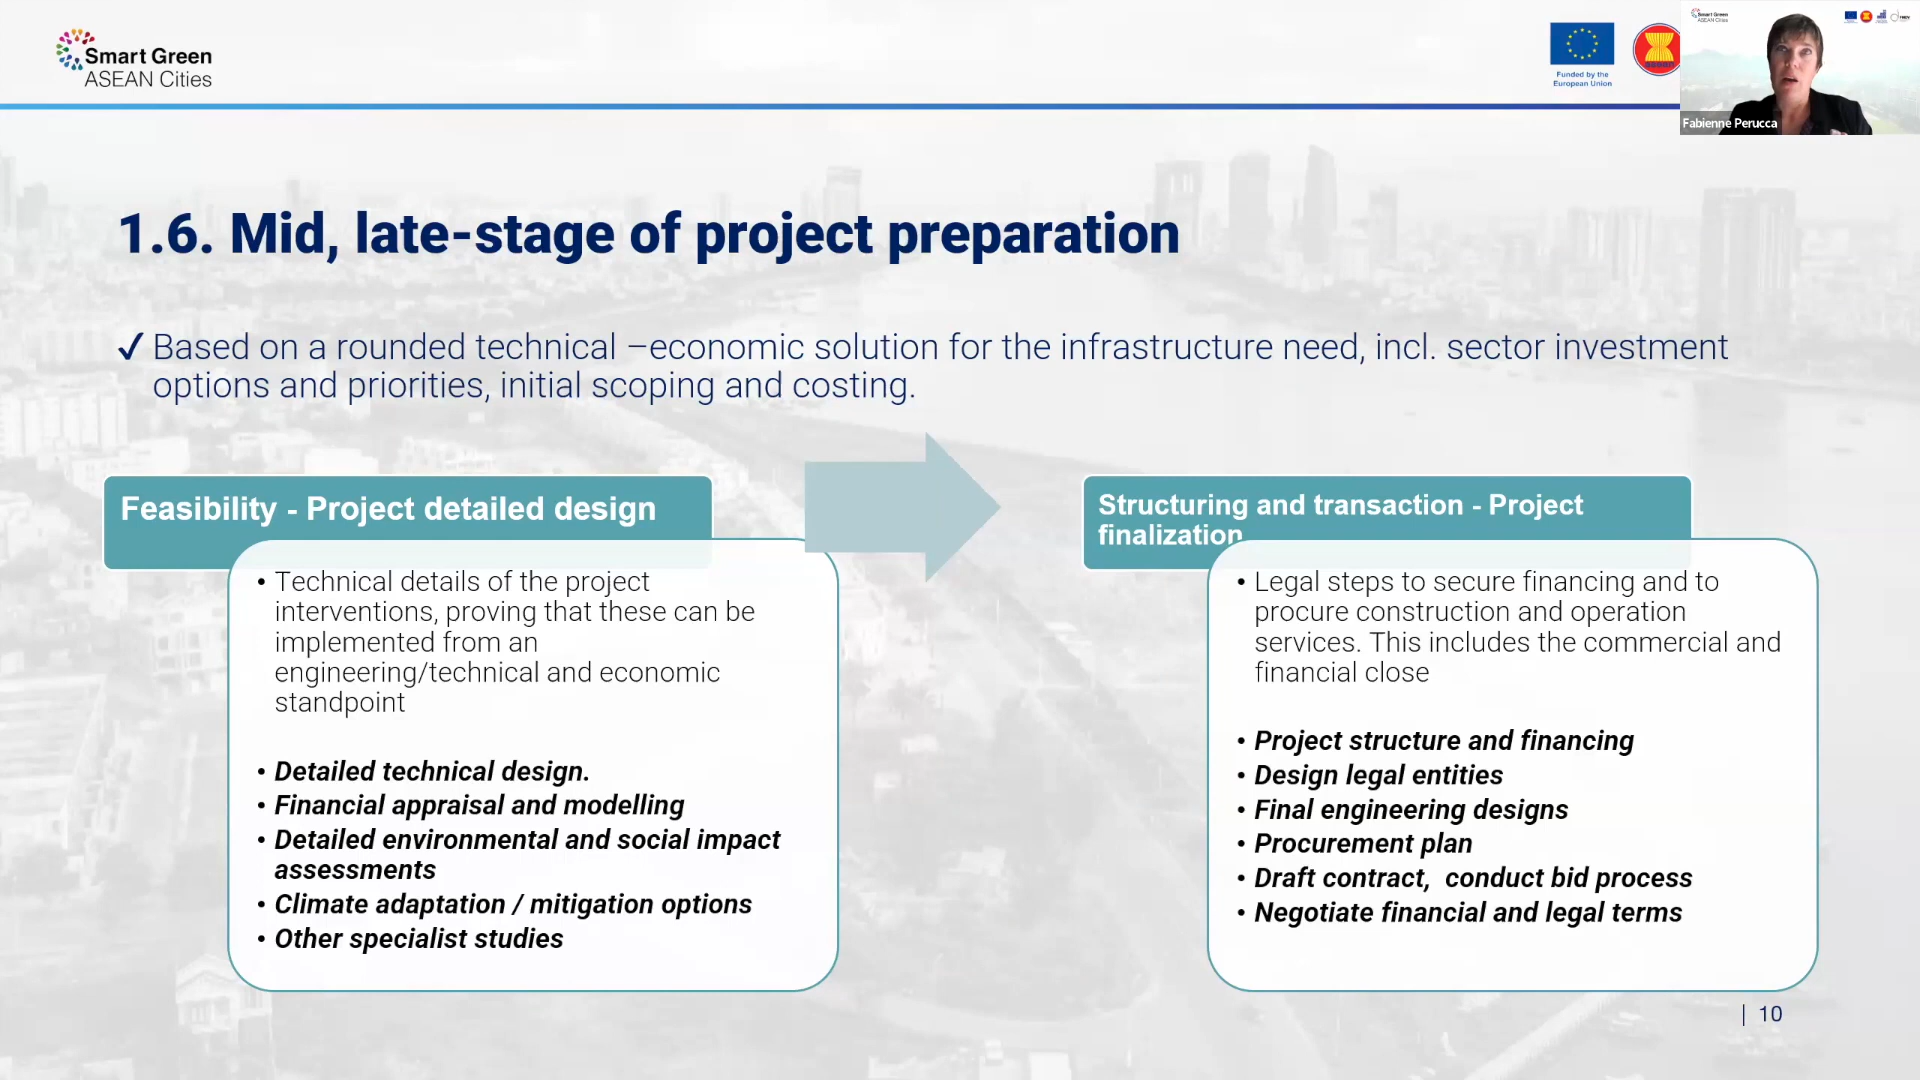 Smart Green
ASEAN Cities
Funded by the
European Union
asean
Smart Green
ASEAN Cities
Fabienne Perucca
1.6. Mid, late-stage of project preparation
✓ Based on a rounded technical –economic solution for the infrastructure need, incl. sector investment
options and priorities, initial scoping and costing.
Feasibility - Project detailed design
• Technical details of the project
interventions, proving that these can be
implemented from an
engineering/technical and economic
standpoint
• Detailed technical design.
• Financial appraisal and modelling
• Detailed environmental and social impact
assessments
• Climate adaptation / mitigation options
• Other specialist studies
Structuring and transaction - Project
finalization
• Legal steps to secure financing and to
procure construction and operation
services. This includes the commercial and
financial close
• Project structure and financing
• Design legal entities
• Final engineering designs
• Procurement plan
• Draft contract,  conduct bid process
• Negotiate financial and legal terms
| 10